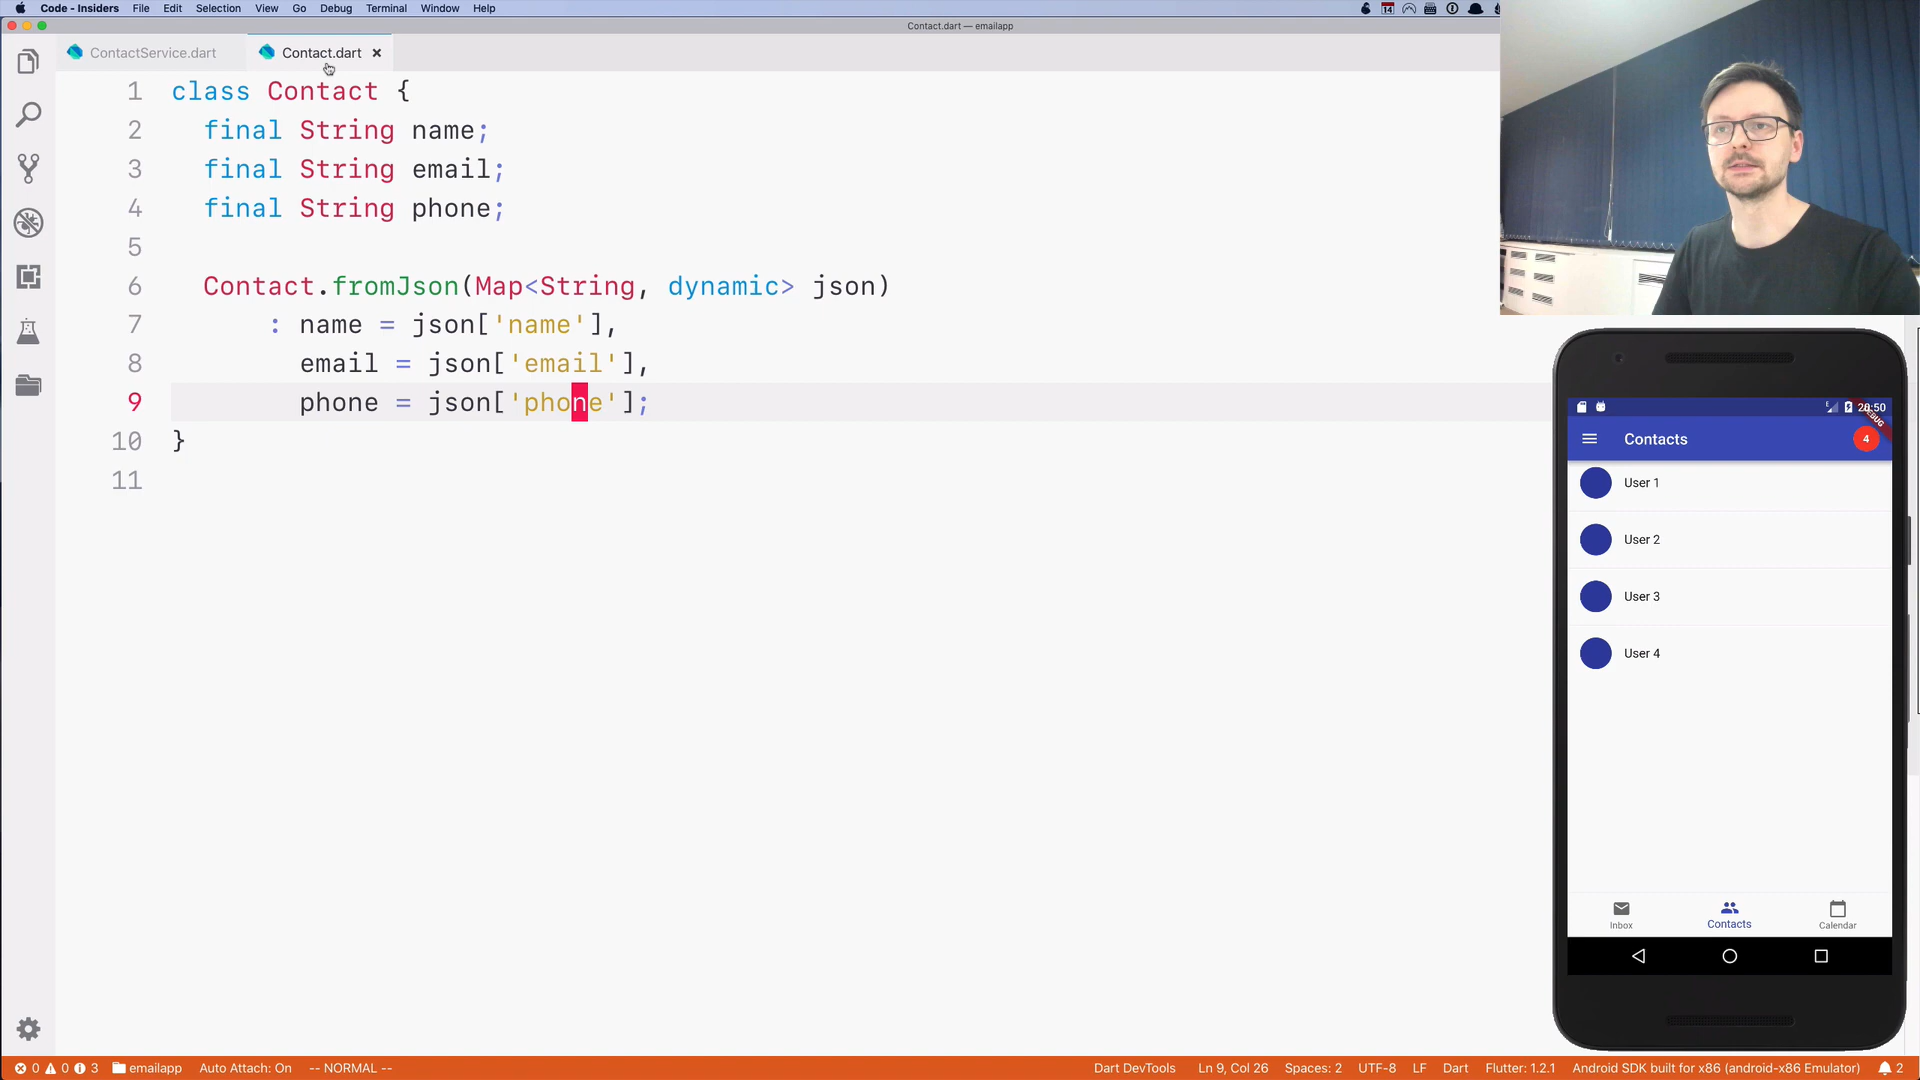 Code - Insiders File Edit Selection View Go Debug Terminal Window Help
14
Contact.dart — emailapp
ContactService.dart
Contact.dart ×
1 class Contact {
2 final String name;
3 final String email;
4 final String phone;
5
6 Contact.fromJson(Map<String, dynamic> json)
7 : name = json['name'],
8 email = json['email'],
9 phone = json['phone'];
10 }
11
20:50
DEBUG
Contacts
4
User 1
User 2
User 3
User 4
Inbox Contacts Calendar
0 0 3 emailapp Auto Attach: On -- NORMAL -- Dart DevTools Ln 9, Col 26 Spaces: 2 UTF-8 LF Dart Flutter: 1.2.1 Android SDK built for x86 (android-x86 Emulator) 2